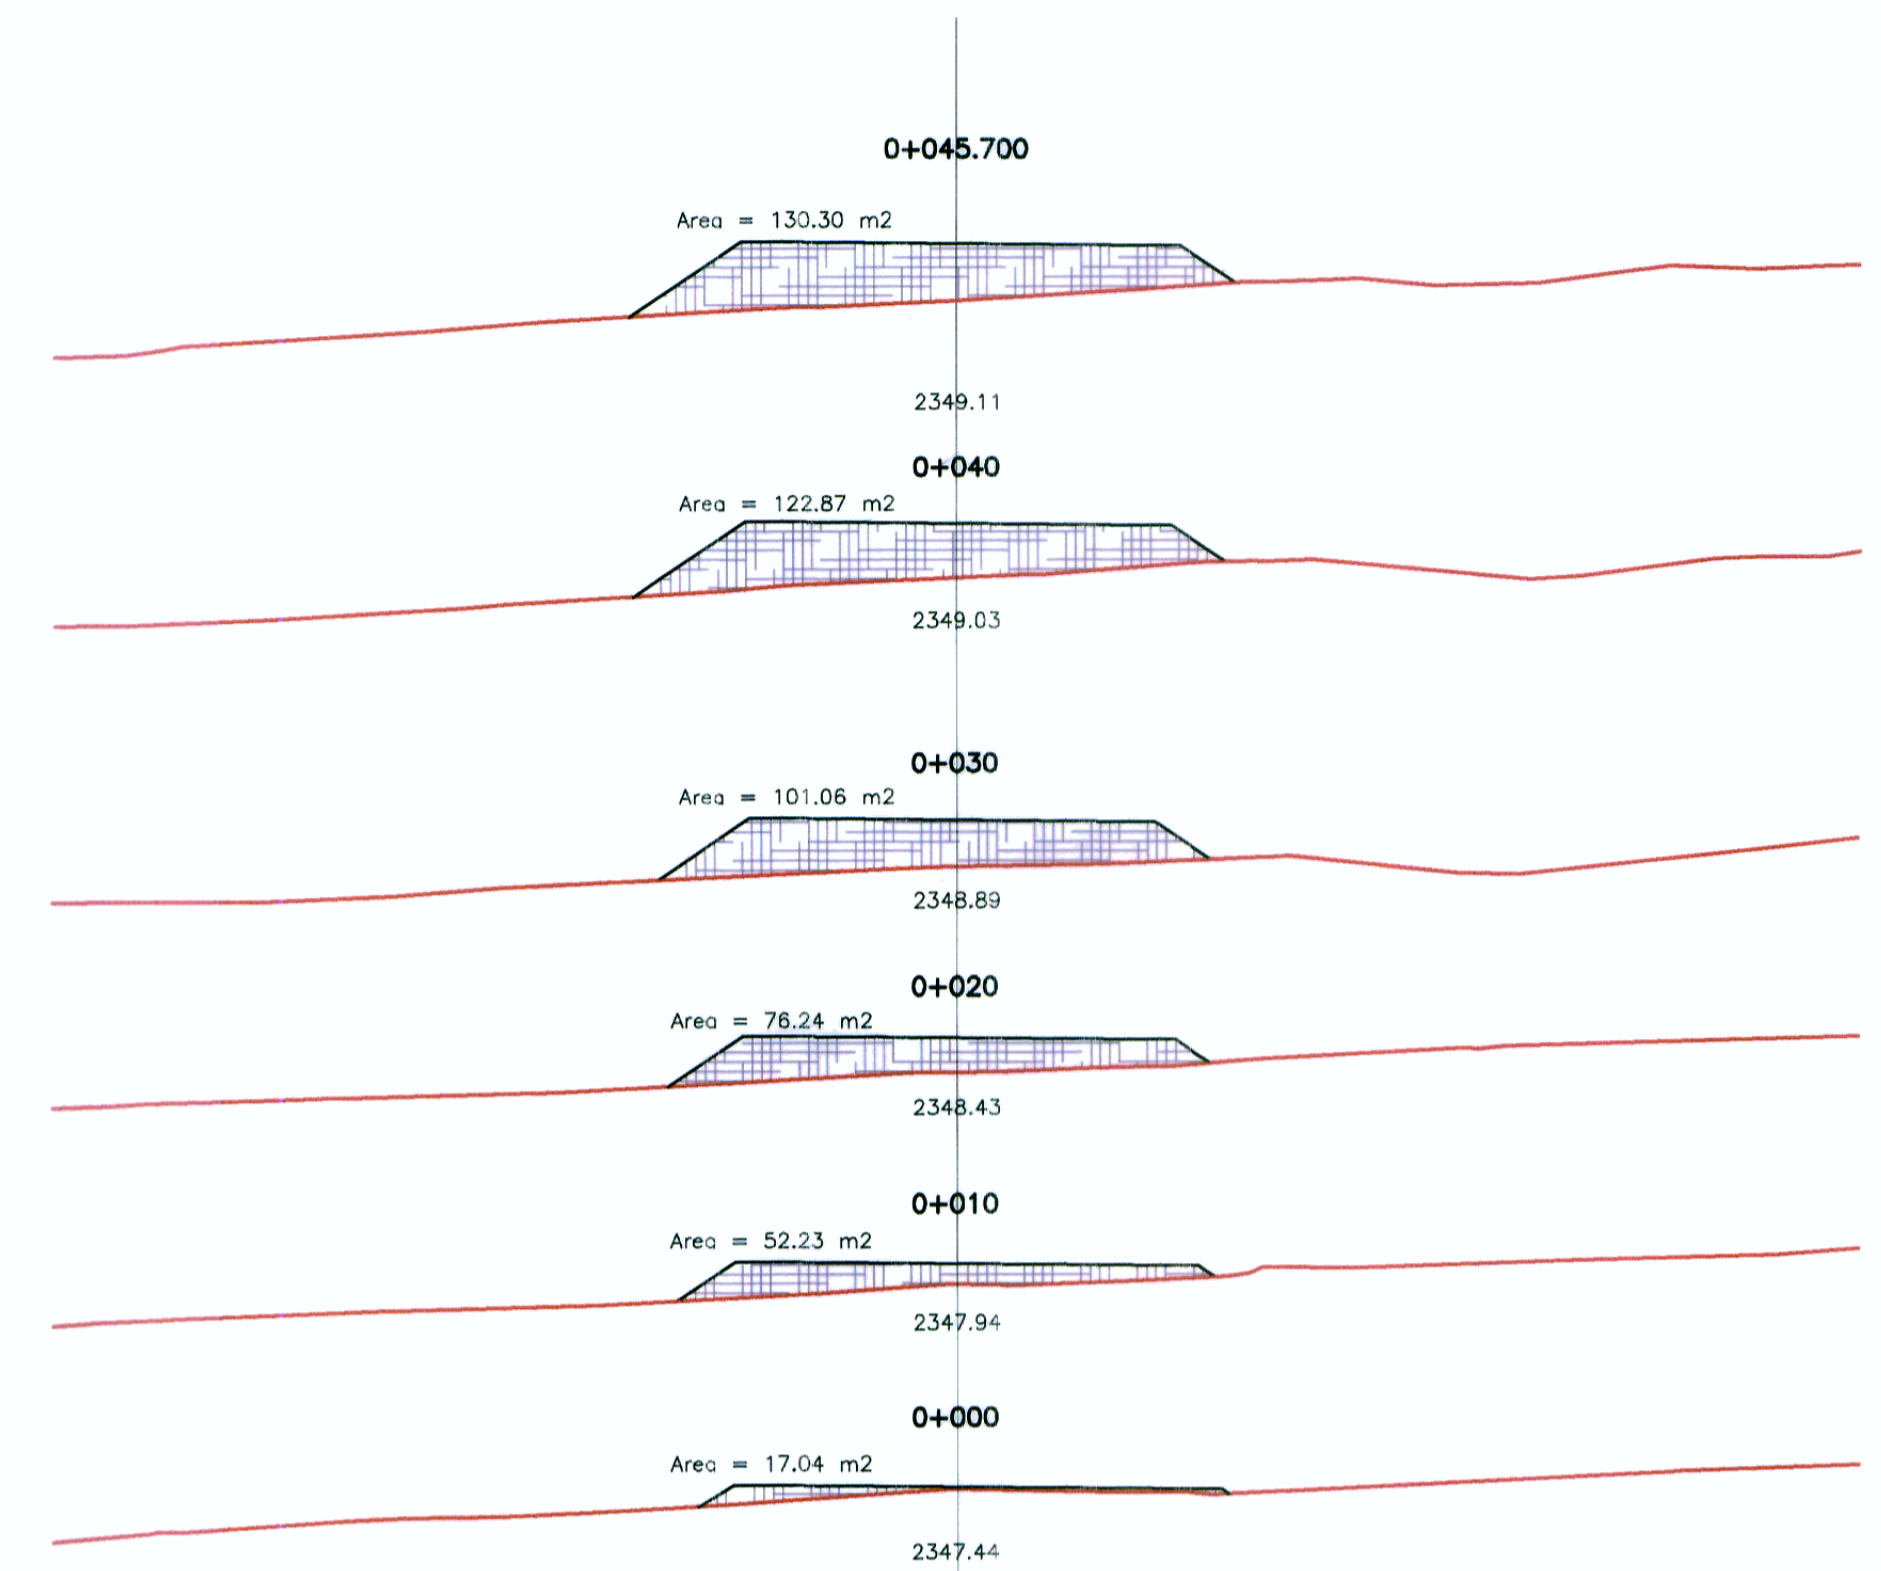 0+045.700
Area = 130.30 m2
2349.11
0+040
Area = 122.87 m2
2349.03
0+030
Area = 101.06 m2
2348.89
0+020
Area = 76.24 m2
2348.43
0+010
Area = 52.23 m2
2347.94
0+000
Area = 17.04 m2
2347.44